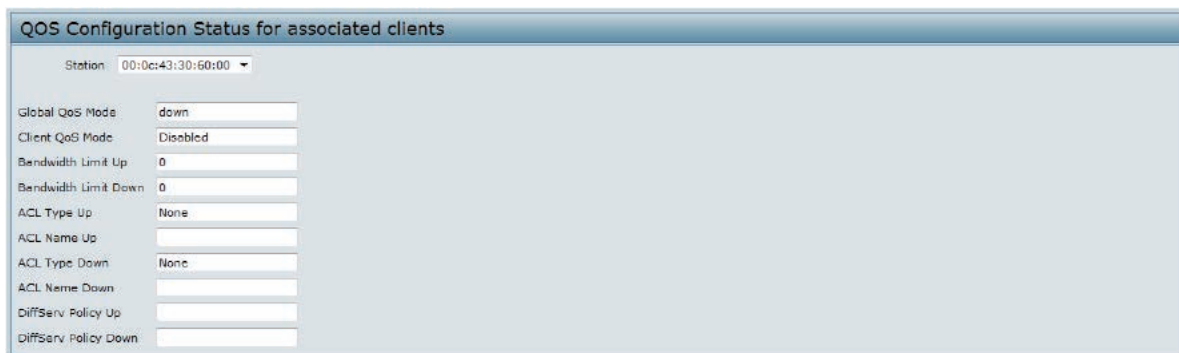 QOS Configuration Status for associated clients
Station 00:0c:43:30:60:00
Global QoS Mode down
Client QoS Mode Disabled
Bandwidth Limit Up 0
Bandwidth Limit Down 0
ACL Type Up None
ACL Name Up
ACL Type Down None
ACL Name Down
DiffServ Policy Up
DiffServ Policy Down